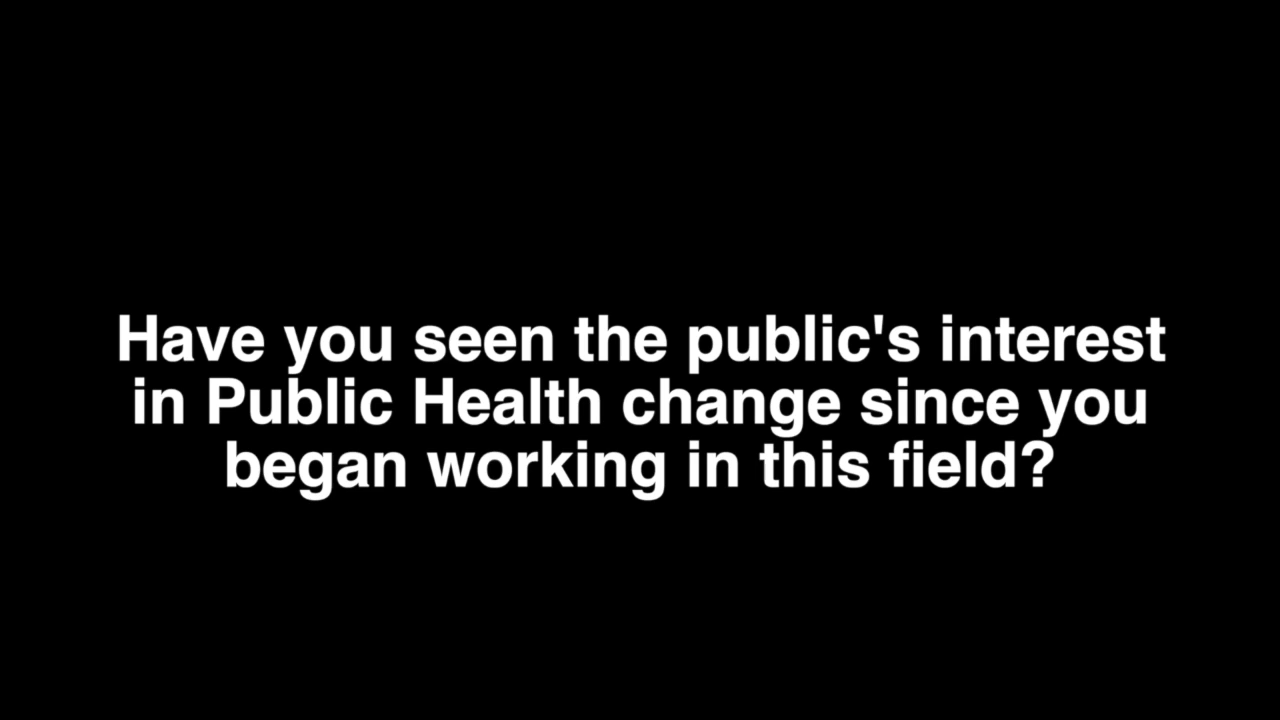 Have you seen the public's interest
in Public Health change since you
began working in this field?